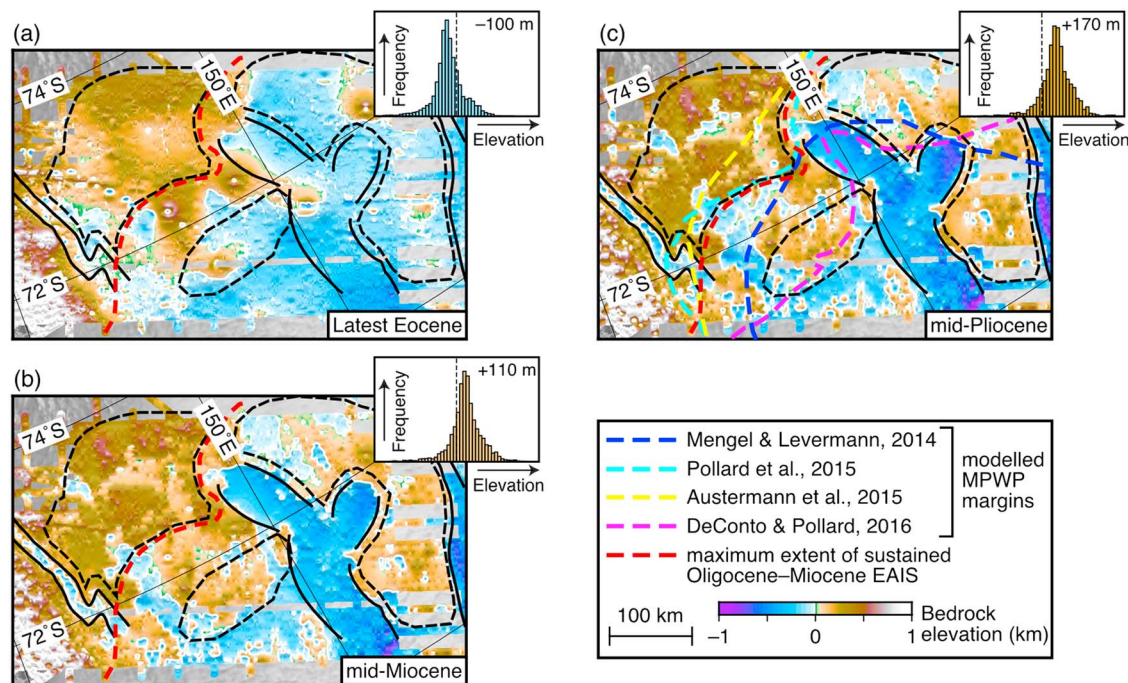 (a)
74°S
150°E
72°S
Latest Eocene
Frequency
–100 m
Elevation
(c)
74°S
150°E
72°S
mid-Pliocene
Frequency
+170 m
Elevation
(b)
74°S
150°E
72°S
mid-Miocene
Frequency
+110 m
Elevation
Mengel & Levermann, 2014
Pollard et al., 2015
Austermann et al., 2015
DeConto & Pollard, 2016
modelled
MPWP
margins
maximum extent of sustained
Oligocene–Miocene EAIS
100 km
–1 0 1
Bedrock
elevation (km)